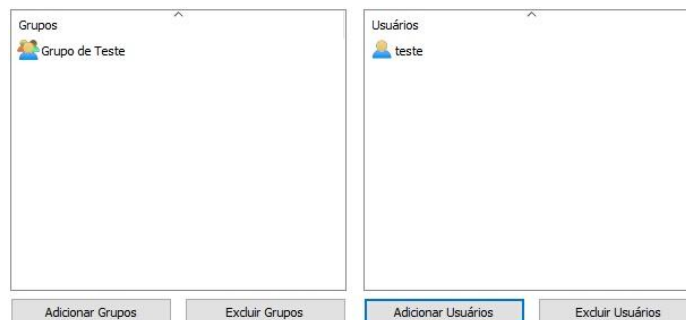 Grupos
Grupo de Teste
Adicionar Grupos
Excluir Grupos
Usuários
teste
Adicionar Usuários
Excluir Usuários